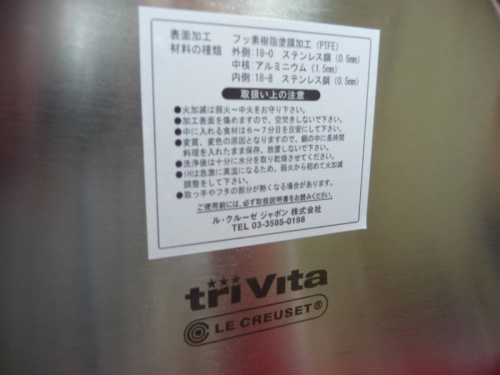 表面加工 フッ素樹脂塗膜加工(PTFE)
材料の種類 外側:18-0 ステンレス鋼(0.5mm)
中核:アルミニウム(1.5mm)
内側:18-8 ステンレス鋼(0.5mm)
取扱い上の注意
●火加減は弱火～中火をお守り下さい。
●加工表面を傷めますので、空焚きしないで下さい。
●中に入れる食材は6～7分目を目安にして下さい。
●変質、変色の原因となりますので、鍋の中に長時間
料理を入れたまま保存、放置しないで下さい。
●洗浄後は十分に水分を取り乾燥させてください。
●IHは急激に高温になるため、弱火から初めて火加減
調整をして下さい。
●取っ手やフタの部分が熱くなる場合があります。
ご使用前には、必ず取扱説明書をお読みください。
ル・クルーゼ ジャポン 株式会社
TEL 03-3585-0198
tri Vita
LE CREUSET®